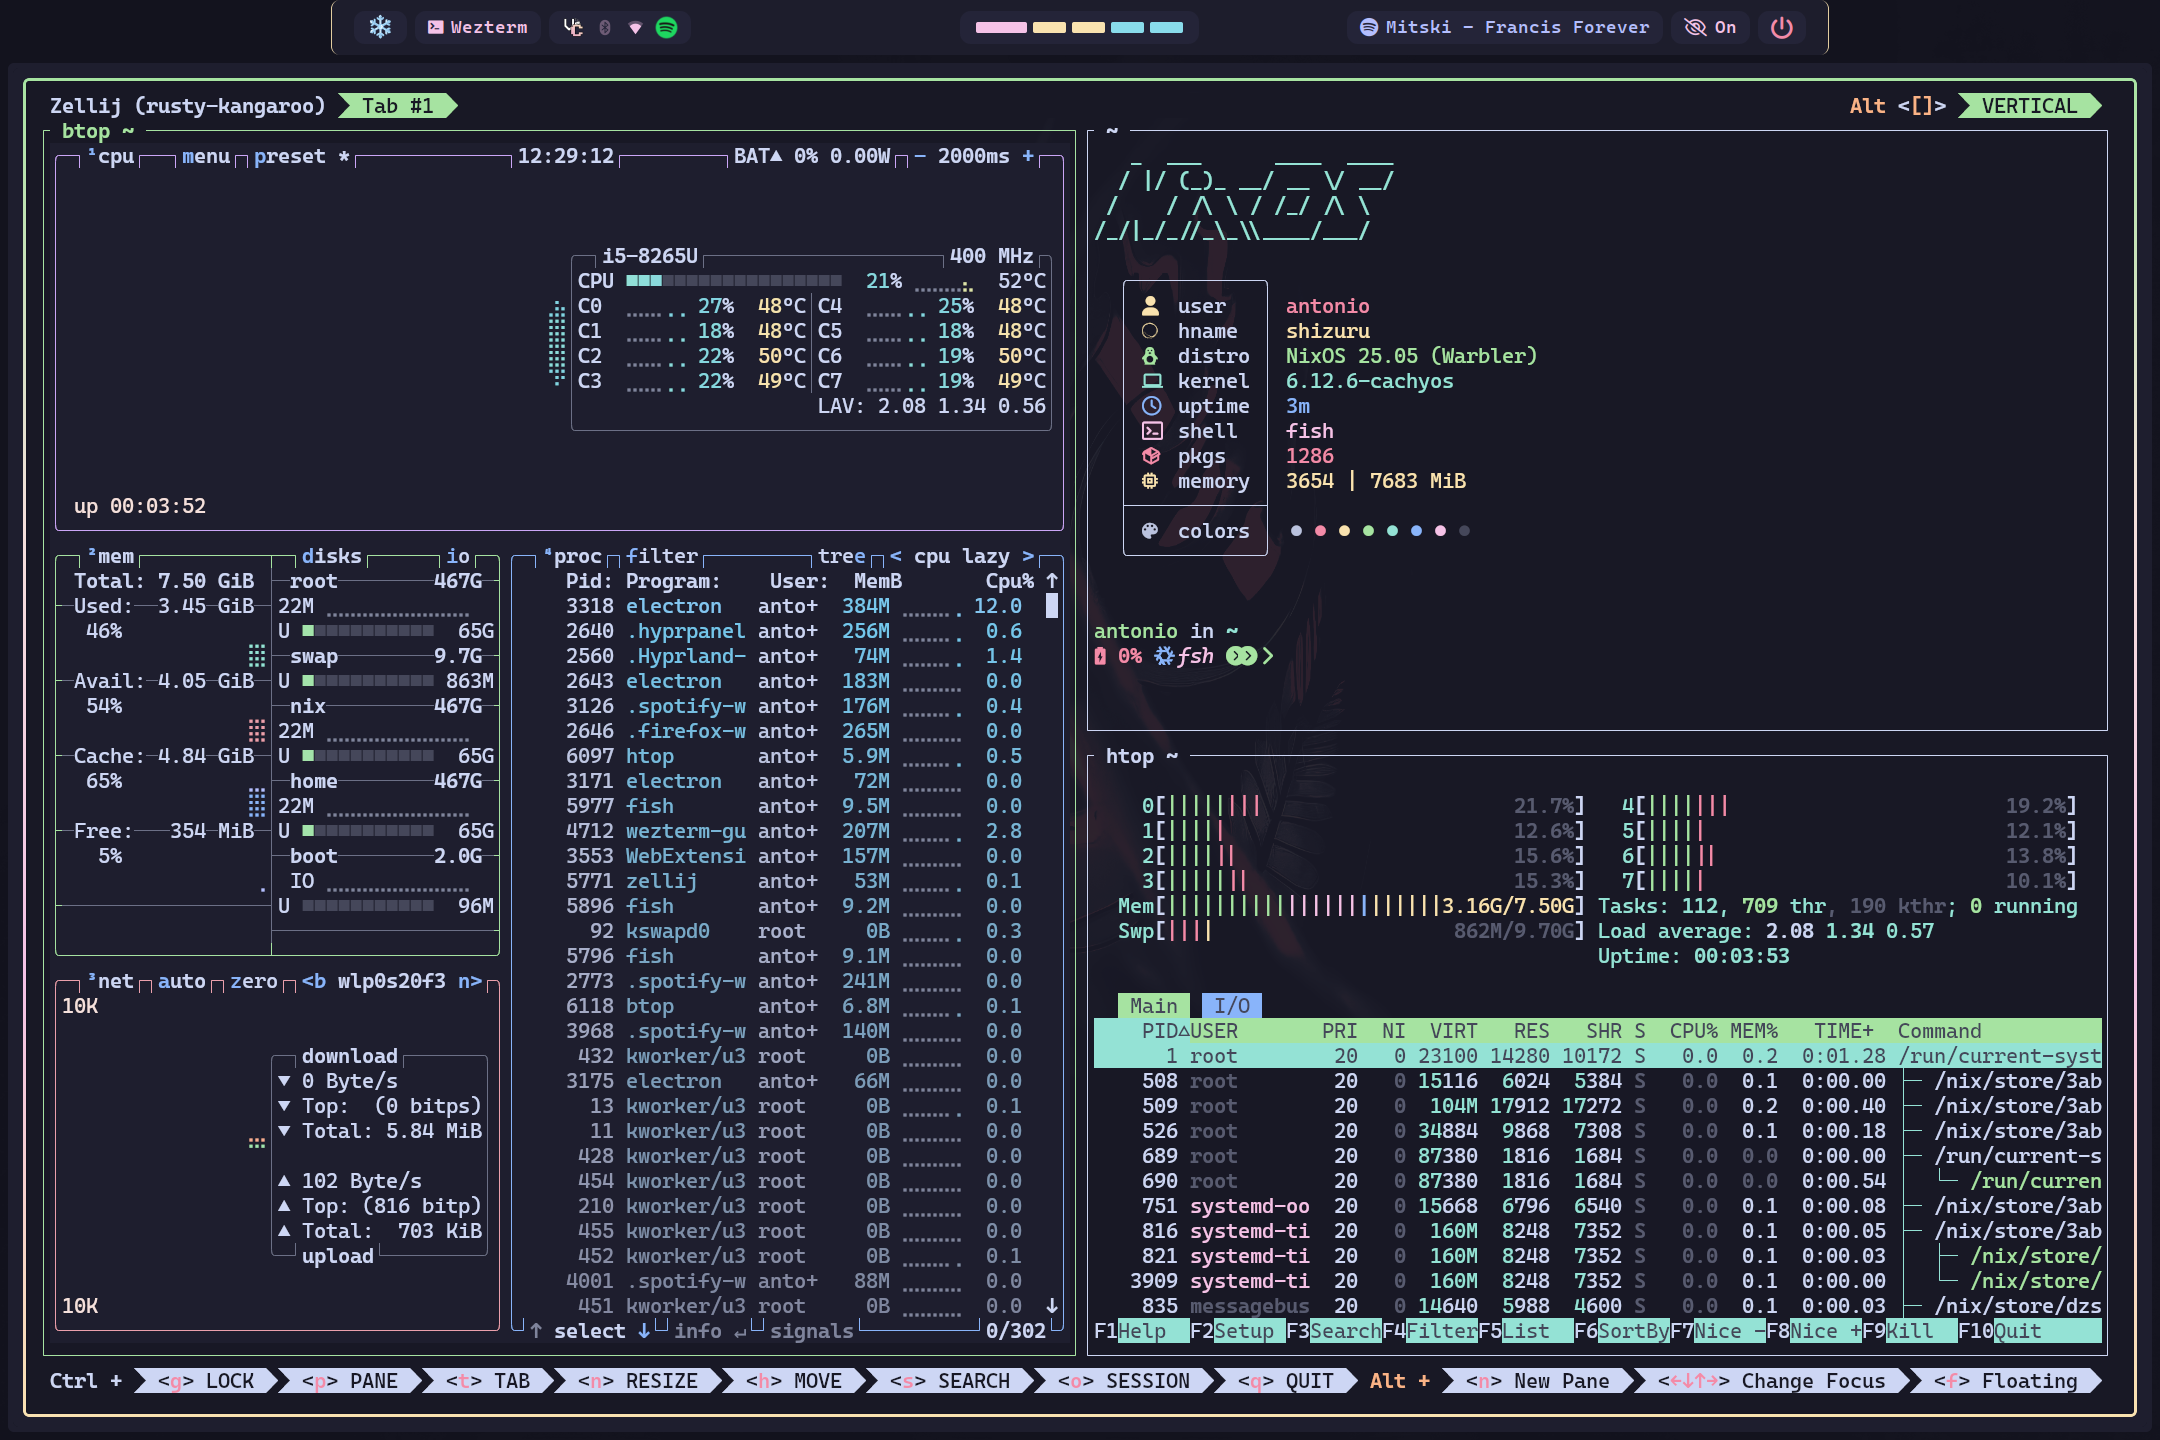 Wezterm
Mitski - Francis Forever
On
Zellij (rusty-kangaroo)  Tab #1
Alt <[]>  VERTICAL
btop ~
¹cpu  menu  preset *  12:29:12  BAT▲ 0% 0.00W  - 2000ms +
i5-8265U  400 MHz
CPU  21%  52°C
C0  27%  48°C  C4  25%  48°C
C1  18%  48°C  C5  18%  48°C
C2  22%  50°C  C6  19%  50°C
C3  22%  49°C  C7  19%  49°C
LAV: 2.08 1.34 0.56
up 00:03:52
²mem  disks  io
Total: 7.50 GiB
Used: 3.45 GiB
46%
Avail: 4.05 GiB
54%
Cache: 4.84 GiB
65%
Free: 354 MiB
5%
root 467G
22M
U 65G
swap 9.7G
U 863M
nix 467G
22M
U 65G
home 467G
22M
U 65G
boot 2.0G
IO
U 96M
³net  auto  zero  <b wlp0s20f3 n>
10K
download
▼ 0 Byte/s
▼ Top: (0 bitps)
▼ Total: 5.84 MiB
▲ 102 Byte/s
▲ Top: (816 bitp)
▲ Total: 703 KiB
upload
10K
⁴proc  filter  tree  < cpu lazy >
Pid: Program: User: MemB Cpu% ↑
3318 electron anto+ 384M 12.0
2640 .hyprpanel anto+ 256M 0.6
2560 .Hyprland- anto+ 74M 1.4
2643 electron anto+ 183M 0.0
3126 .spotify-w anto+ 176M 0.4
2646 .firefox-w anto+ 265M 0.0
6097 htop anto+ 5.9M 0.5
3171 electron anto+ 72M 0.0
5977 fish anto+ 9.5M 0.0
4712 wezterm-gu anto+ 207M 2.8
3553 WebExtensi anto+ 157M 0.0
5771 zellij anto+ 53M 0.1
5896 fish anto+ 9.2M 0.0
92 kswapd0 root 0B 0.3
5796 fish anto+ 9.1M 0.0
2773 .spotify-w anto+ 241M 0.0
6118 btop anto+ 6.8M 0.1
3968 .spotify-w anto+ 140M 0.0
432 kworker/u3 root 0B 0.0
3175 electron anto+ 66M 0.0
13 kworker/u3 root 0B 0.1
11 kworker/u3 root 0B 0.0
428 kworker/u3 root 0B 0.0
454 kworker/u3 root 0B 0.0
210 kworker/u3 root 0B 0.0
455 kworker/u3 root 0B 0.0
452 kworker/u3 root 0B 0.1
4001 .spotify-w anto+ 88M 0.0
451 kworker/u3 root 0B 0.0 ↓
↑ select ↓  info ↵  signals  0/302
~
user antonio
hname shizuru
distro NixOS 25.05 (Warbler)
kernel 6.12.6-cachyos
uptime 3m
shell fish
pkgs 1286
memory 3654 | 7683 MiB
colors
antonio in ~
0% fsh
htop ~
0[ 21.7%] 4[ 19.2%]
1[ 12.6%] 5[ 12.1%]
2[ 15.6%] 6[ 13.8%]
3[ 15.3%] 7[ 10.1%]
Mem[ 3.16G/7.50G] Tasks: 112, 709 thr, 190 kthr; 0 running
Swp[ 862M/9.70G] Load average: 2.08 1.34 0.57
Uptime: 00:03:53
Main  I/O
PID△USER PRI NI VIRT RES SHR S CPU% MEM% TIME+ Command
1 root 20 0 23100 14280 10172 S 0.0 0.2 0:01.28 /run/current-syst
508 root 20 0 15116 6024 5384 S 0.0 0.1 0:00.00 /nix/store/3ab
509 root 20 0 104M 17912 17272 S 0.0 0.2 0:00.40 /nix/store/3ab
526 root 20 0 34884 9868 7308 S 0.0 0.1 0:00.18 /nix/store/3ab
689 root 20 0 87380 1816 1684 S 0.0 0.0 0:00.00 /run/current-s
690 root 20 0 87380 1816 1684 S 0.0 0.0 0:00.54 /run/curren
751 systemd-oo 20 0 15668 6796 6540 S 0.0 0.1 0:00.08 /nix/store/3ab
816 systemd-ti 20 0 160M 8248 7352 S 0.0 0.1 0:00.05 /nix/store/3ab
821 systemd-ti 20 0 160M 8248 7352 S 0.0 0.1 0:00.03 /nix/store/
3909 systemd-ti 20 0 160M 8248 7352 S 0.0 0.1 0:00.00 /nix/store/
835 messagebus 20 0 14640 5988 4600 S 0.0 0.1 0:00.03 /nix/store/dzs
F1Help F2Setup F3SearchF4FilterF5List F6SortByF7Nice -F8Nice +F9Kill F10Quit
Ctrl + <g> LOCK <p> PANE <t> TAB <n> RESIZE <h> MOVE <s> SEARCH <o> SESSION <q> QUIT Alt + <n> New Pane <←↓↑→> Change Focus <f> Floating